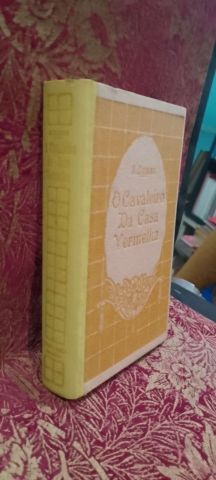 A. Dumas
O Cavaleiro
Da Casa
Vermelha